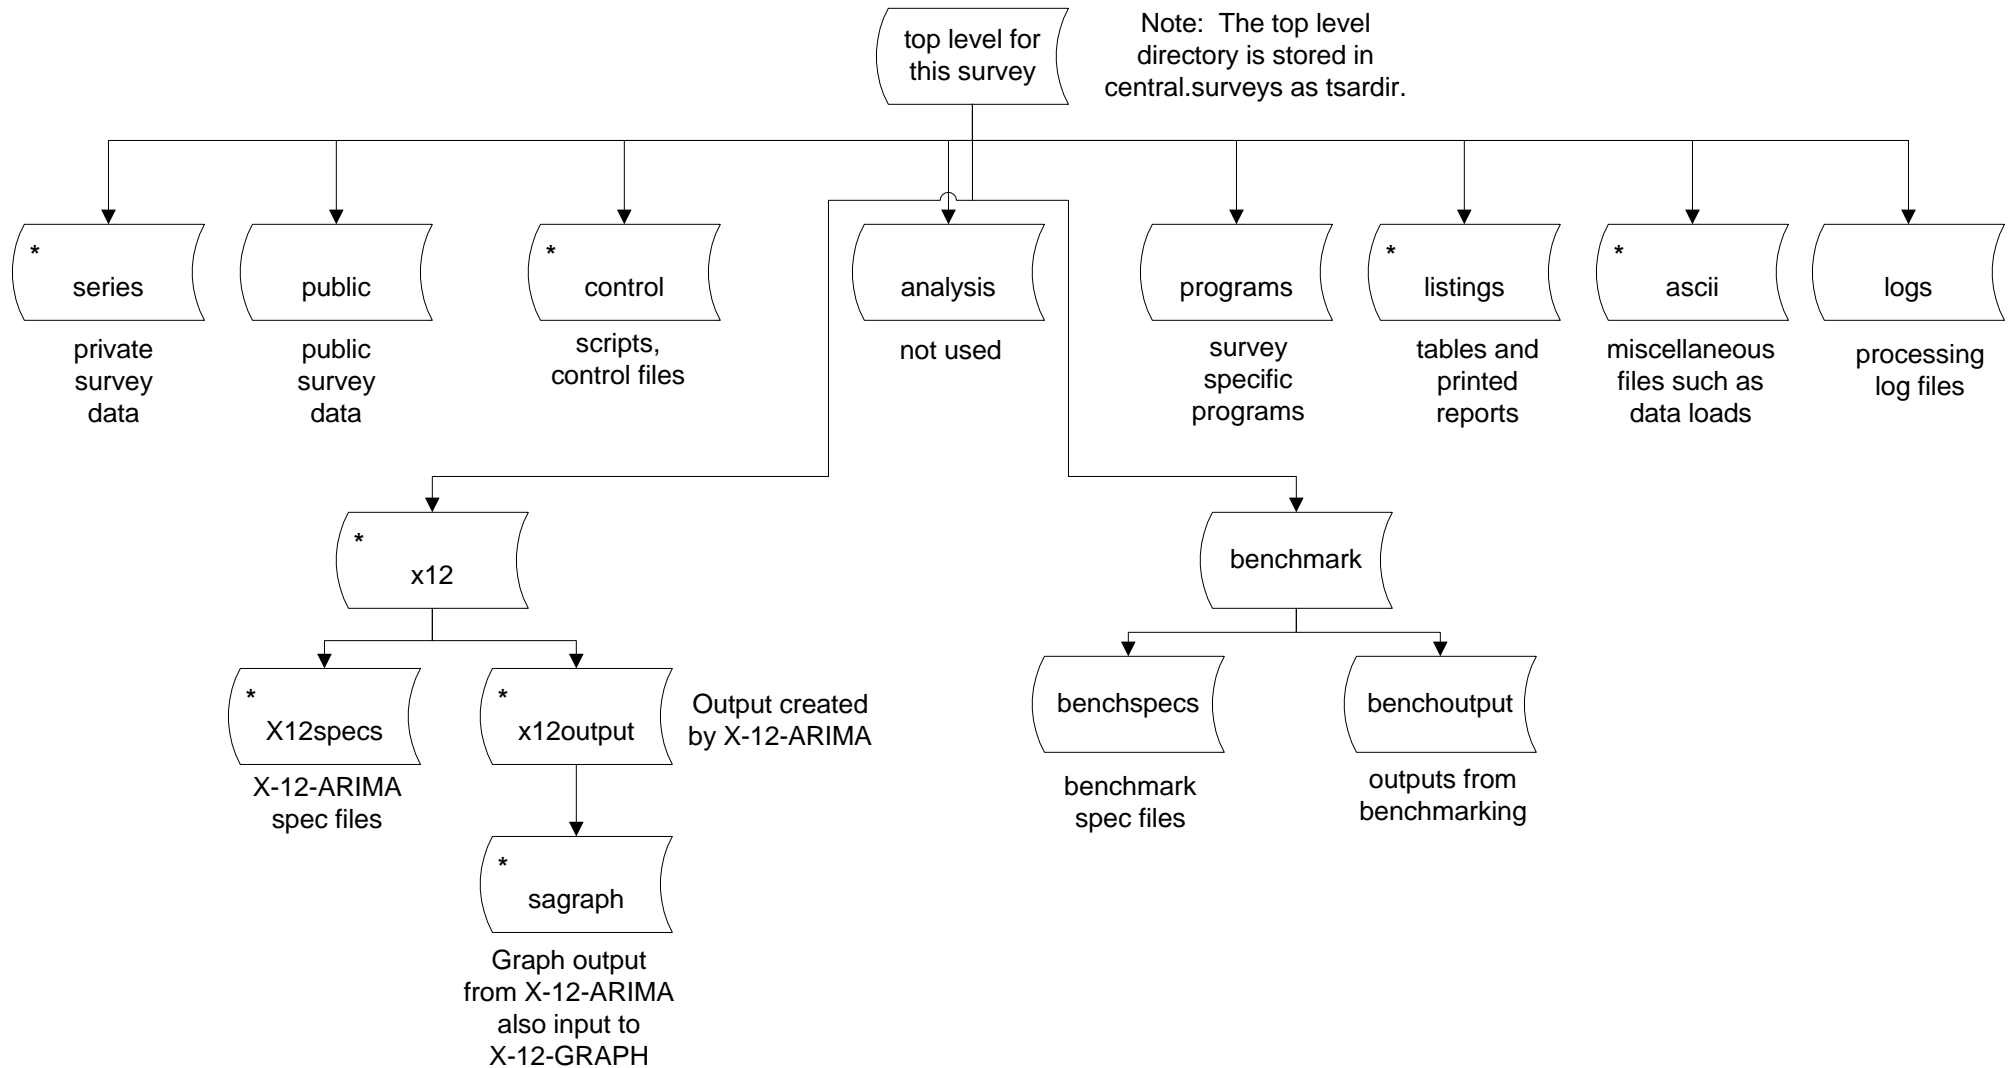 top level for
this survey
Note:  The top level
directory is stored in
central.surveys as tsardir.
*
series
public
*
control
analysis
programs
*
listings
*
ascii
logs
private
survey
data
public
survey
data
scripts,
control files
not used
survey
specific
programs
tables and
printed
reports
miscellaneous
files such as
data loads
processing
log files
*
x12
benchmark
*
X12specs
*
x12output
Output created
by X-12-ARIMA
benchspecs
benchoutput
X-12-ARIMA
spec files
benchmark
spec files
outputs from
benchmarking
*
sagraph
Graph output
from X-12-ARIMA
also input to
X-12-GRAPH